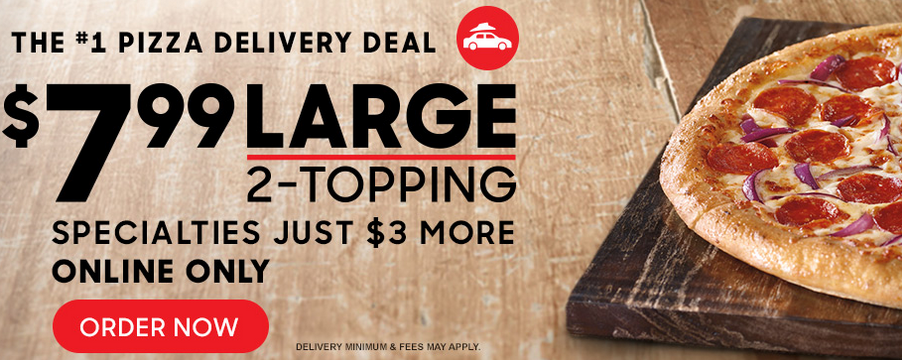 THE #1 PIZZA DELIVERY DEAL
$7.99 LARGE
2-TOPPING
SPECIALTIES JUST $3 MORE
ONLINE ONLY
ORDER NOW
DELIVERY MINIMUM & FEES MAY APPLY.